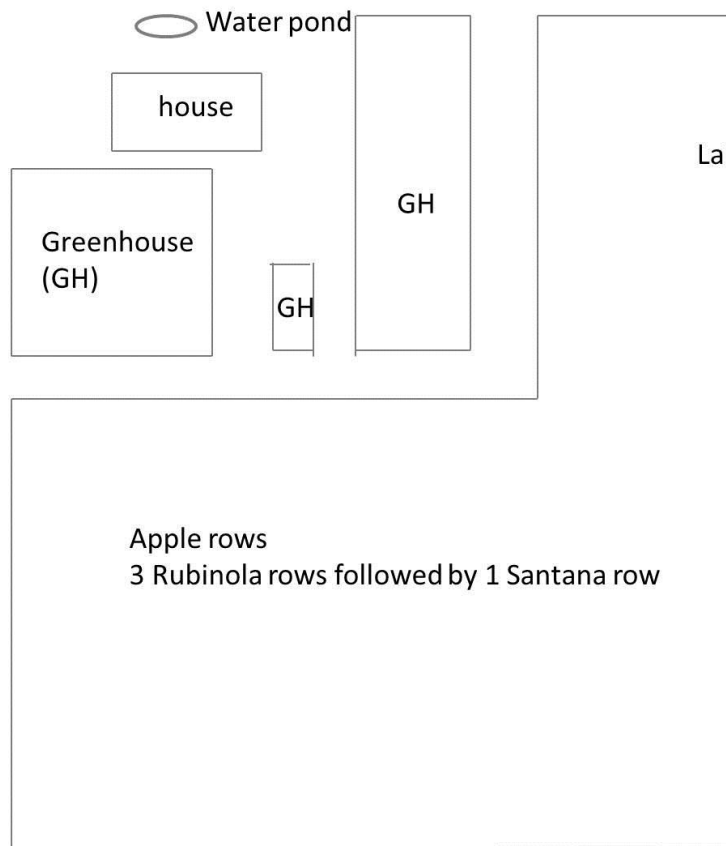 Water pond
house
GH
La
Greenhouse
(GH)
GH
Apple rows
3 Rubinola rows followed by 1 Santana row